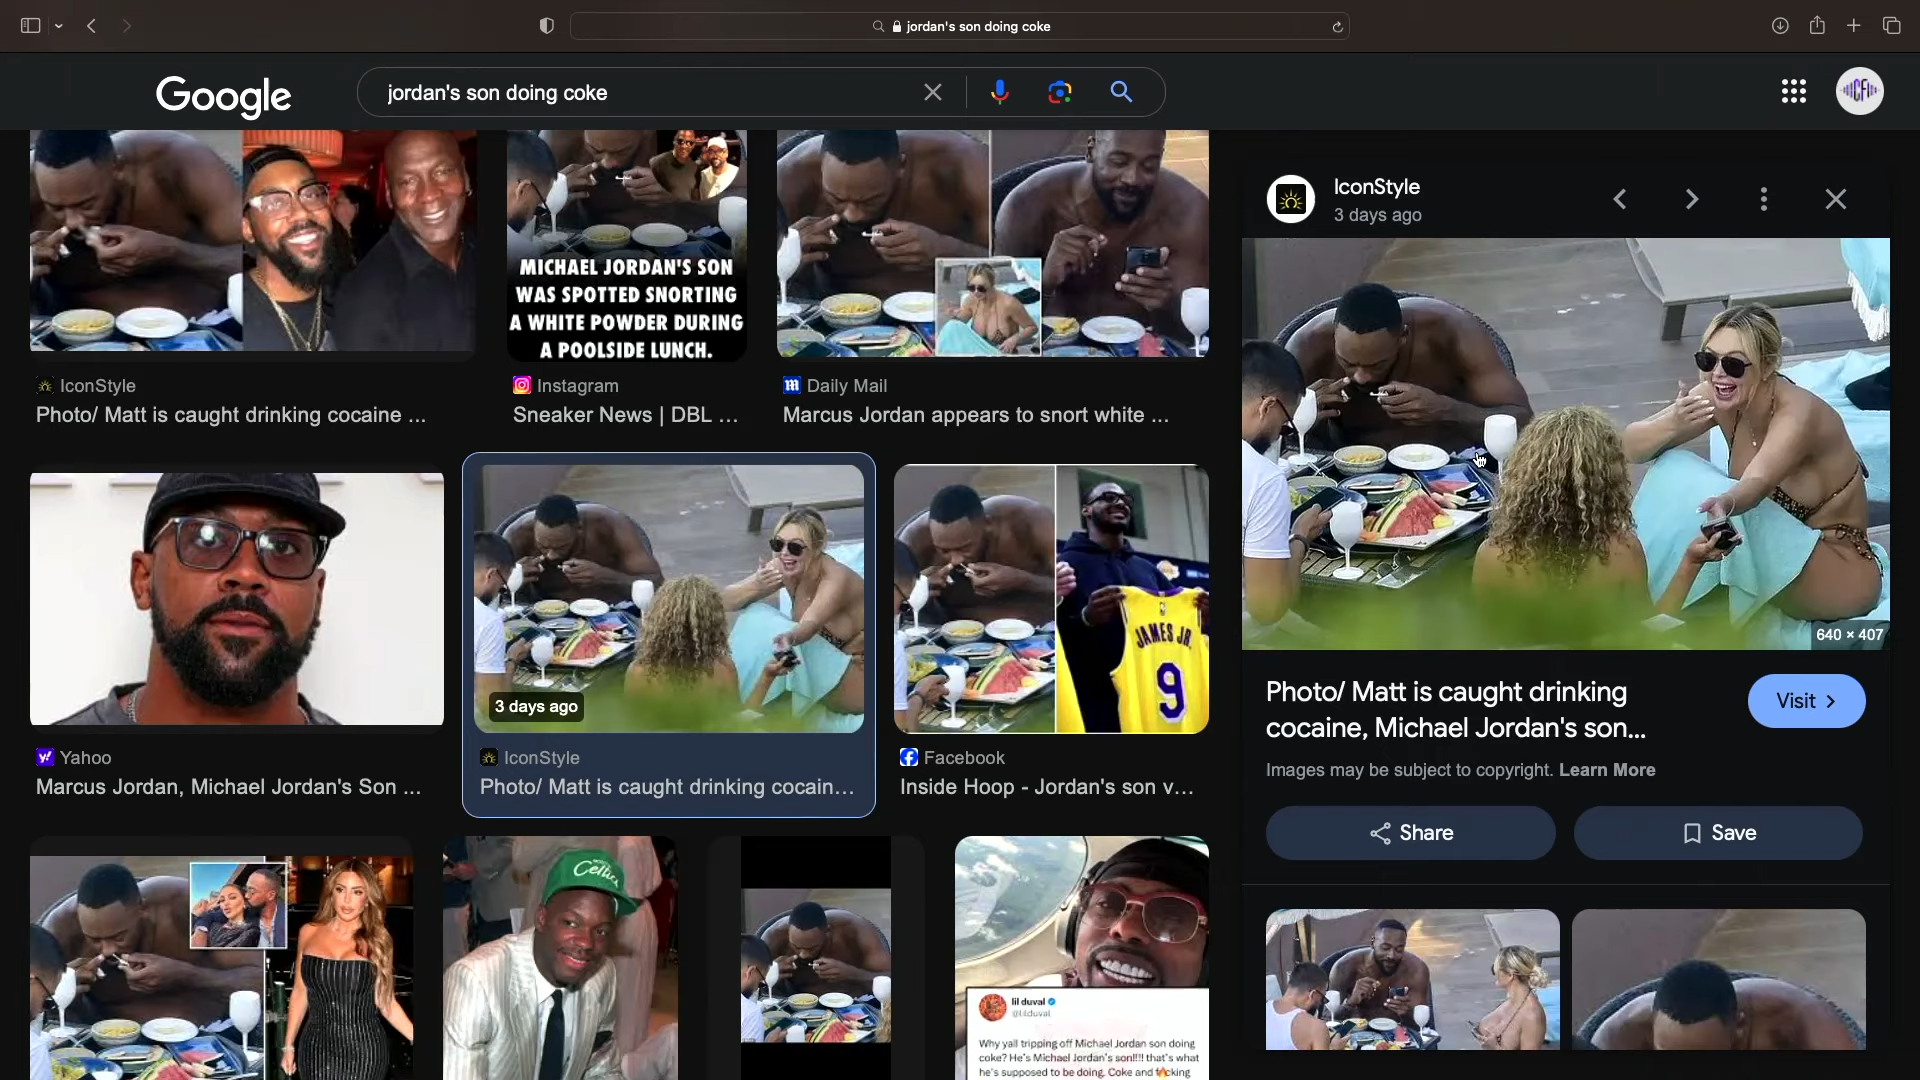 jordan's son doing coke
Google
jordan's son doing coke
MICHAEL JORDAN'S SON
WAS SPOTTED SNORTING
A WHITE POWDER DURING
A POOLSIDE LUNCH.
IconStyle
Photo/ Matt is caught drinking cocaine ...
Instagram
Sneaker News | DBL ...
Daily Mail
Marcus Jordan appears to snort white ...
Yahoo
Marcus Jordan, Michael Jordan's Son ...
3 days ago
IconStyle
Photo/ Matt is caught drinking cocain...
JAMES JR.
9
Facebook
Inside Hoop - Jordan's son v...
Celtics
lil duval
@lilduval
Why yall tripping off Michael Jordan son doing
coke? He's Michael Jordan's son!!!! that's what
he's supposed to be doing. Coke and f cking
CFI
IconStyle
3 days ago
640 × 407
Photo/ Matt is caught drinking
cocaine, Michael Jordan's son...
Visit
Images may be subject to copyright. Learn More
Share
Save